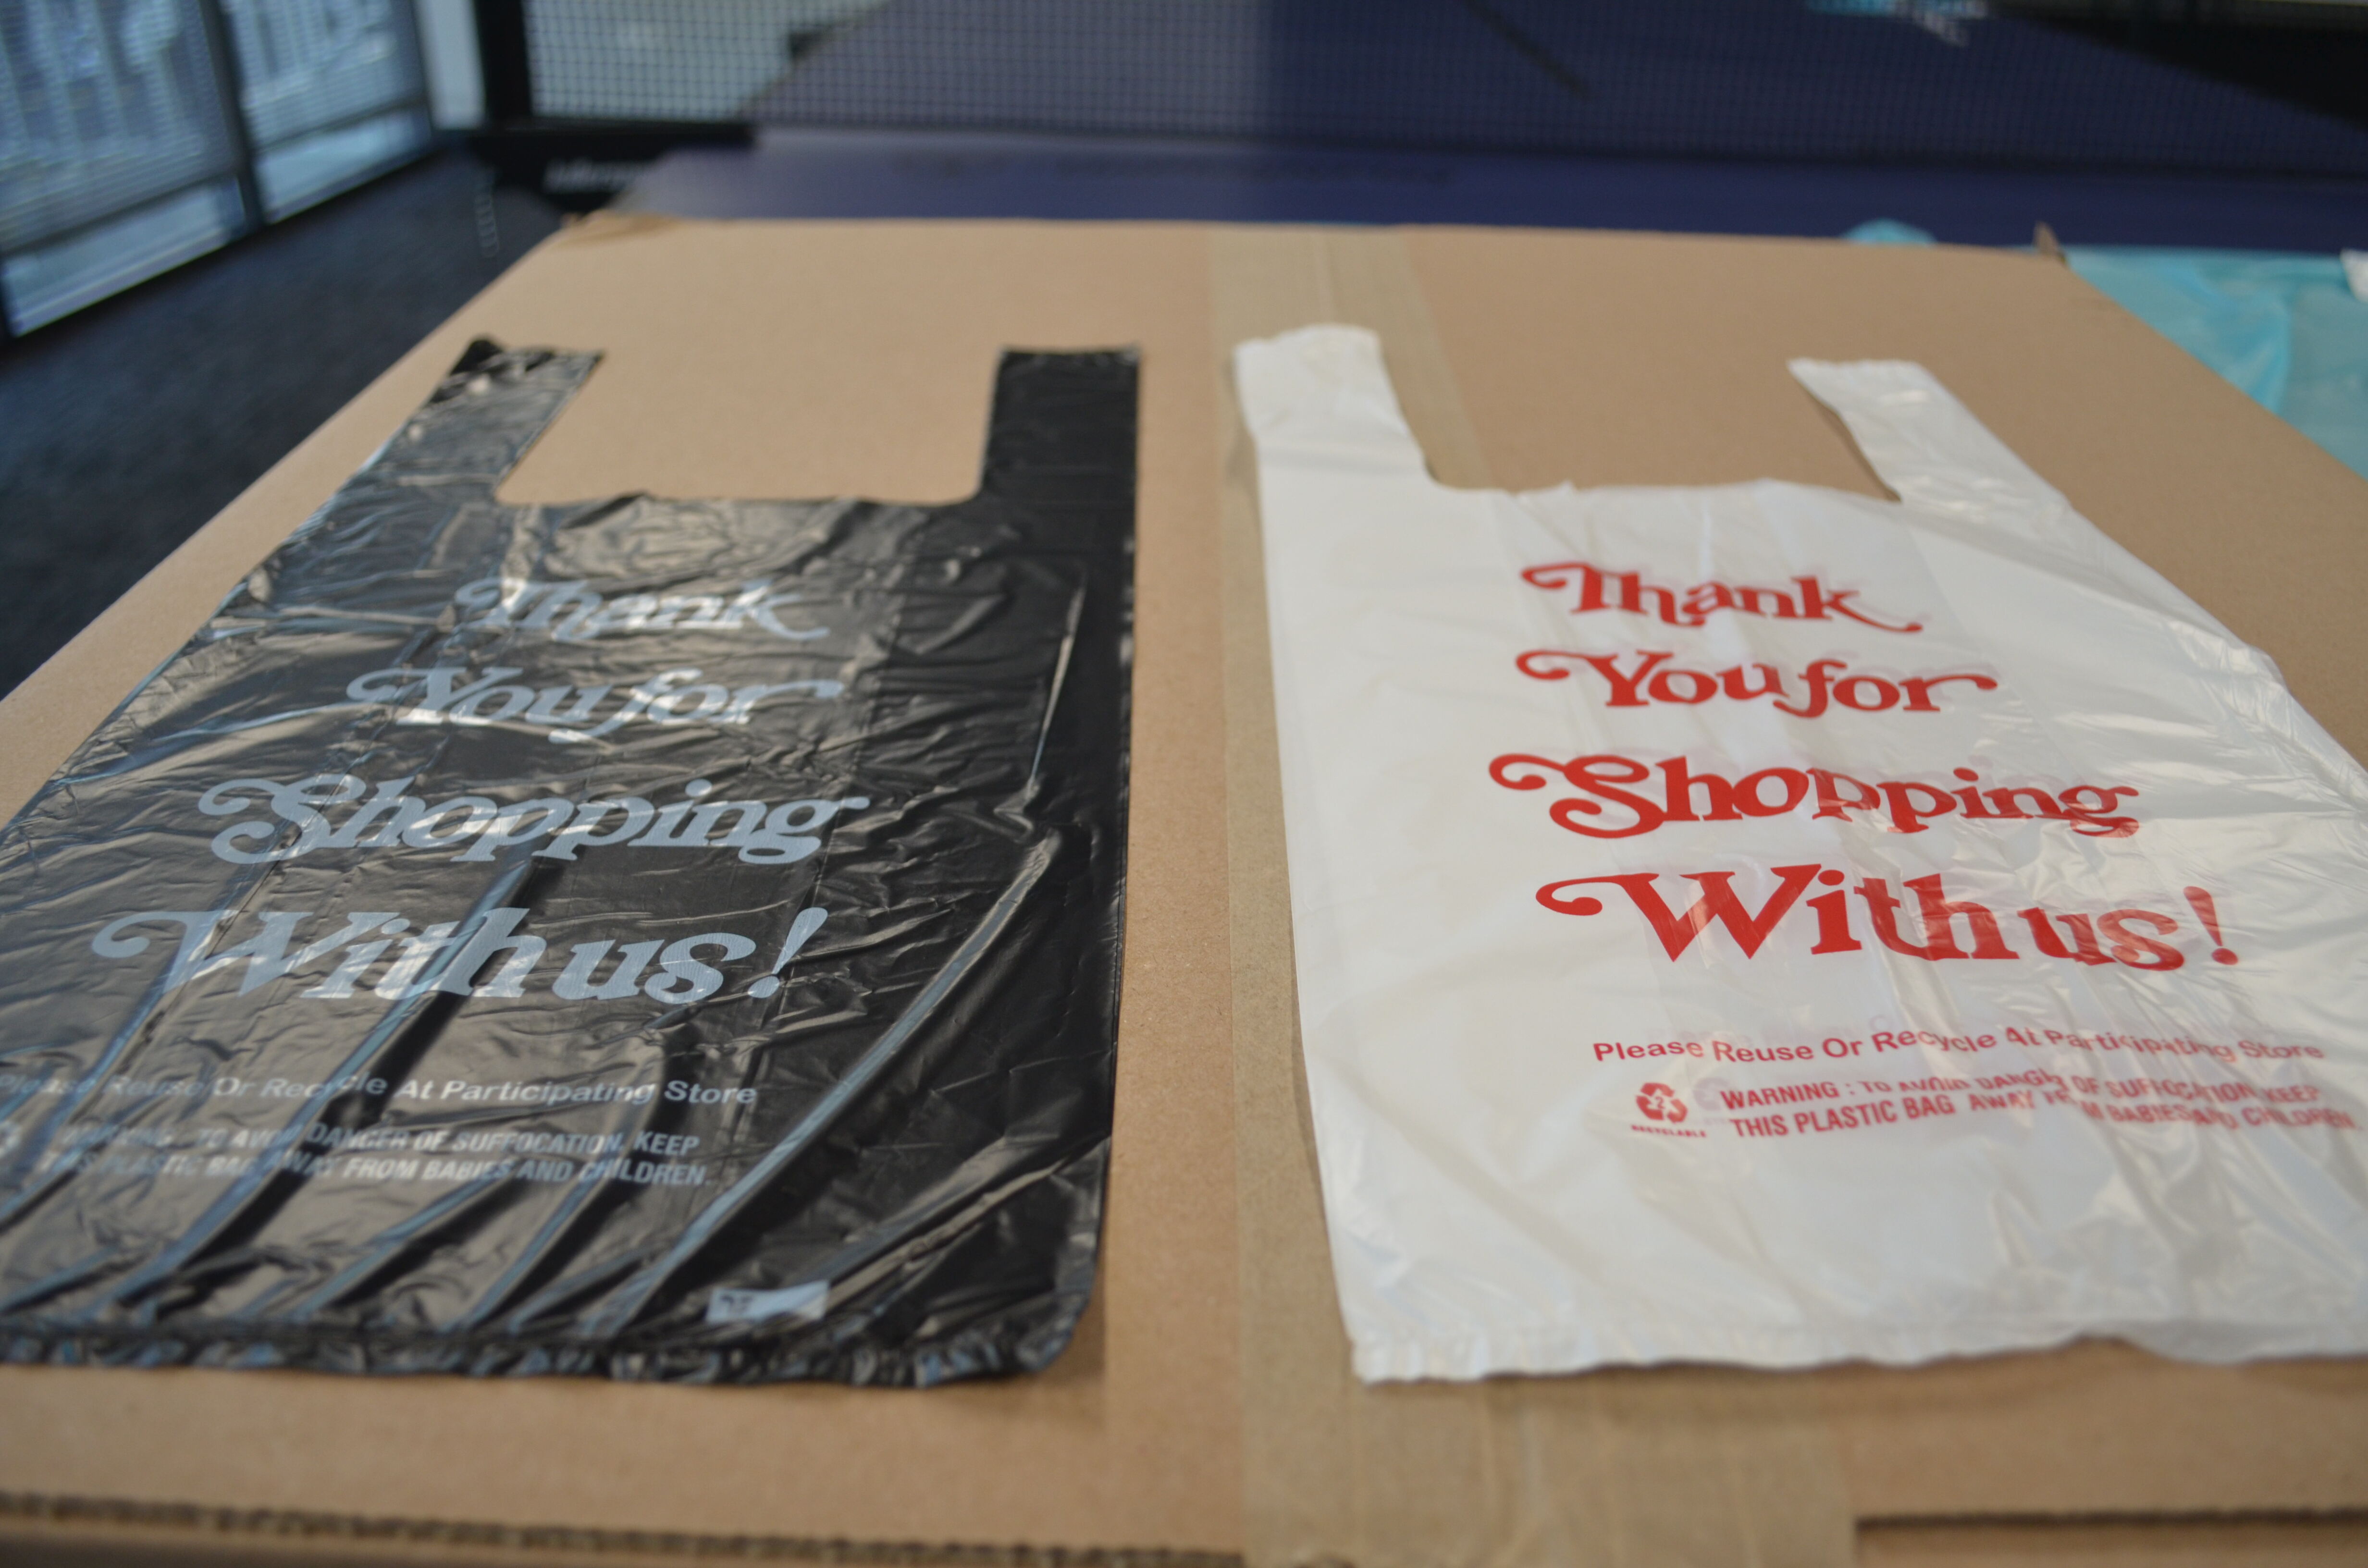 Thank
You for
Shopping
With us!
Please Reuse Or Recycle At Participating Store
WARNING : TO AVOID DANGER OF SUFFOCATION, KEEP
THIS PLASTIC BAG AWAY FROM BABIES AND CHILDREN.
Thank
You for
Shopping
With us!
Please Reuse Or Recycle At Participating Store
2
RECYCLABLE
WARNING : TO AVOID DANGER OF SUFFOCATION, KEEP
THIS PLASTIC BAG AWAY FROM BABIES AND CHILDREN.